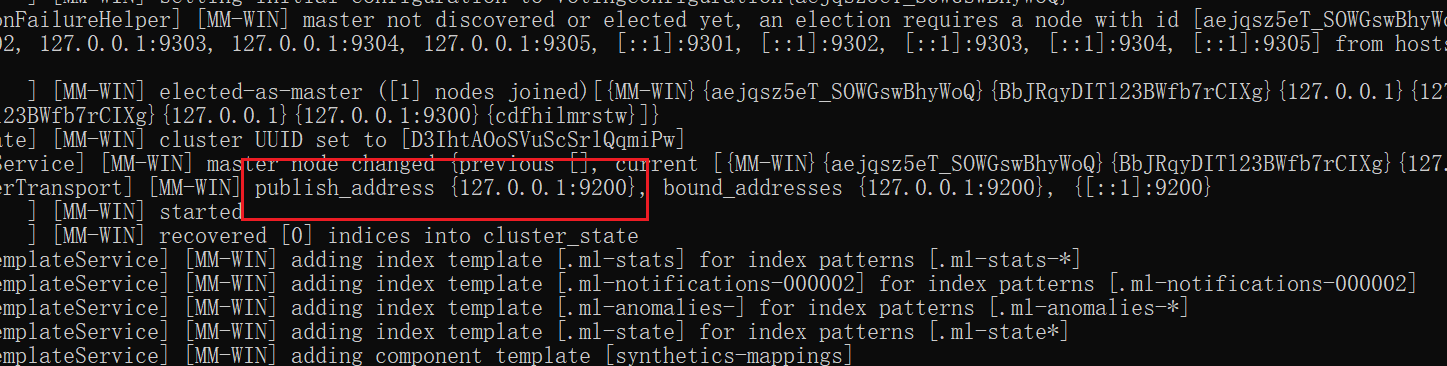 onFailureHelper] [MM-WIN] master not discovered or elected yet, an election requires a node with id [aejqsz5eT_SOWGswBhyWo
02, 127.0.0.1:9303, 127.0.0.1:9304, 127.0.0.1:9305, [::1]:9301, [::1]:9302, [::1]:9303, [::1]:9304, [::1]:9305] from hosts
] [MM-WIN] elected-as-master ([1] nodes joined)[{MM-WIN}{aejqsz5eT_SOWGswBhyWoQ}{BbJRqyDITl23BWfb7rCIXg}{127.0.0.1}{12
l23BWfb7rCIXg}{127.0.0.1}{127.0.0.1:9300}{cdfhilmrstw}]}
ate] [MM-WIN] cluster UUID set to [D3IhtAOoSVuScSrlQqmiPw]
Service] [MM-WIN] master node changed {previous [], current [{MM-WIN}{aejqsz5eT_SOWGswBhyWoQ}{BbJRqyDITl23BWfb7rCIXg}{127.
erTransport] [MM-WIN] publish_address {127.0.0.1:9200}, bound_addresses {127.0.0.1:9200}, {[::1]:9200}
] [MM-WIN] started
] [MM-WIN] recovered [0] indices into cluster_state
emplateService] [MM-WIN] adding index template [.ml-stats] for index patterns [.ml-stats-*]
emplateService] [MM-WIN] adding index template [.ml-notifications-000002] for index patterns [.ml-notifications-000002]
emplateService] [MM-WIN] adding index template [.ml-anomalies-] for index patterns [.ml-anomalies-*]
emplateService] [MM-WIN] adding index template [.ml-state] for index patterns [.ml-state*]
emplateService] [MM-WIN] adding component template [synthetics-mappings]